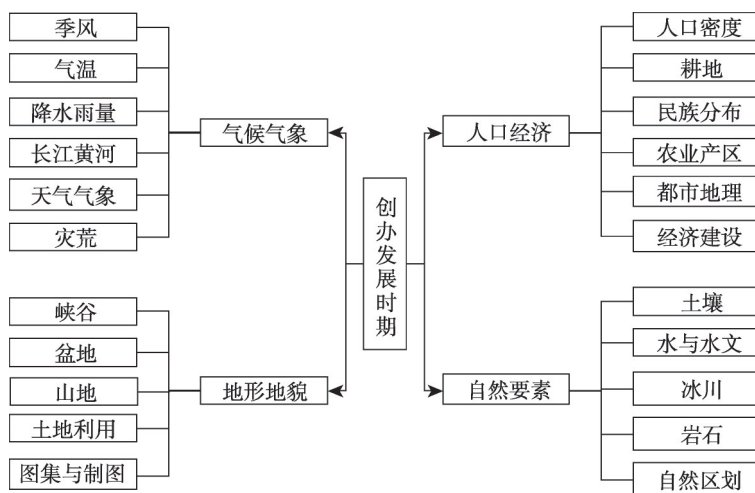 季风
气温
降水雨量
长江黄河
天气气象
灾荒
气候气象
峡谷
盆地
山地
土地利用
图集与制图
地形地貌
创办发展时期
人口经济
人口密度
耕地
民族分布
农业产区
都市地理
经济建设
自然要素
土壤
水与水文
冰川
岩石
自然区划